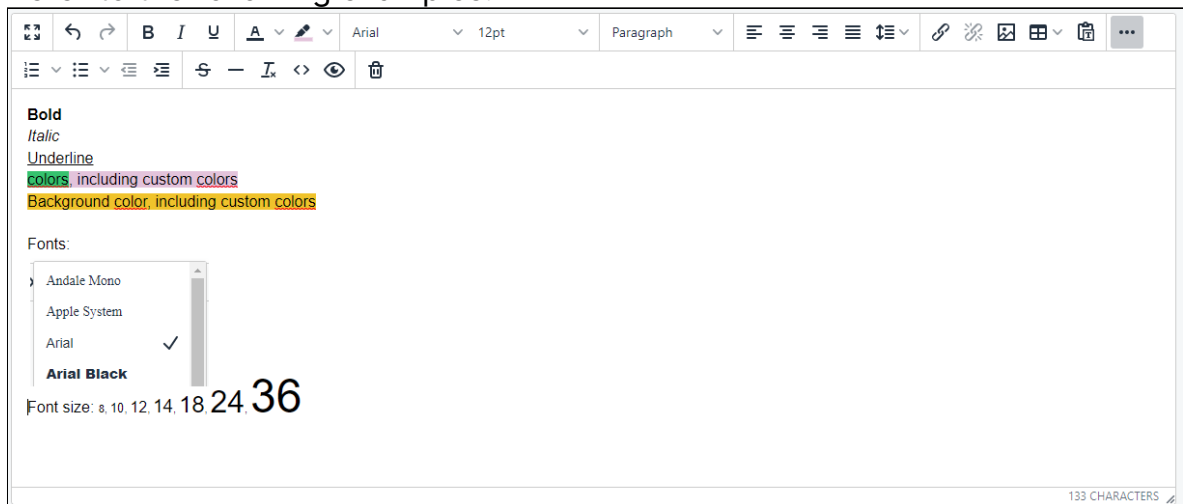 Arial 12pt Paragraph
Bold
Italic
Underline
colors, including custom colors
Background color, including custom colors
Fonts:
Andale Mono
Apple System
Arial
Arial Black
Font size: 8, 10, 12, 14, 18, 24, 36
133 CHARACTERS